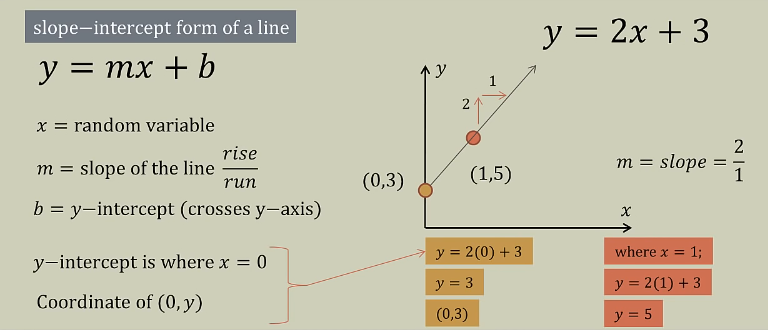 slope−intercept form of a line
y = mx + b
x = random variable
m = slope of the line rise/run
b = y−intercept (crosses y−axis)
y−intercept is where x = 0
Coordinate of (0, y)
y = 2x + 3
y
1
2
(0,3)
(1,5)
x
m = slope = 2/1
y = 2(0) + 3
y = 3
(0,3)
where x = 1;
y = 2(1) + 3
y = 5